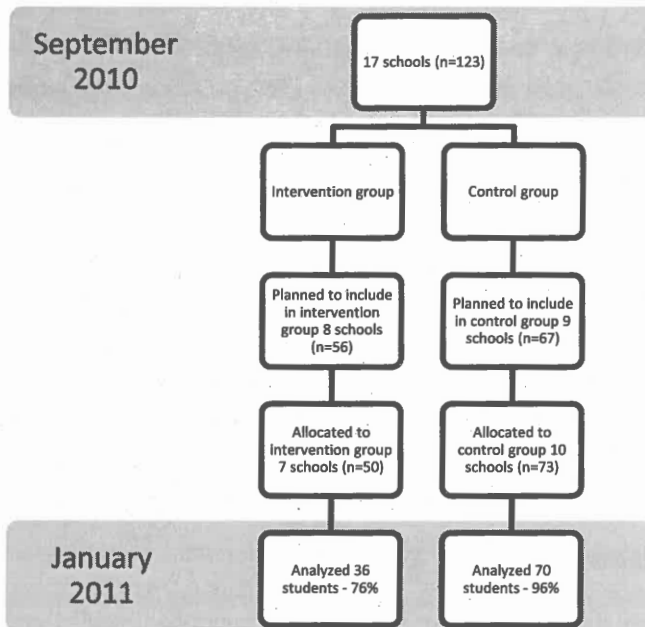 September
2010
17 schools (n=123)
Intervention group
Control group
Planned to include
in intervention
group 8 schools
(n=56)
Planned to include
in control group 9
schools (n=67)
Allocated to
intervention group
7 schools (n=50)
Allocated to
control group 10
schools (n=73)
January
2011
Analyzed 36
students - 76%
Analyzed 70
students - 96%